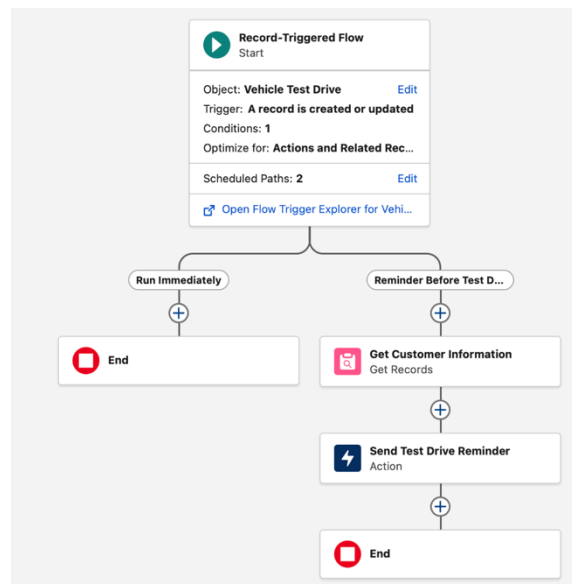 Record-Triggered Flow
Start
Object: Vehicle Test Drive Edit
Trigger: A record is created or updated
Conditions: 1
Optimize for: Actions and Related Rec...
Scheduled Paths: 2 Edit
Open Flow Trigger Explorer for Vehi...
Run Immediately
Reminder Before Test D...
End
Get Customer Information
Get Records
Send Test Drive Reminder
Action
End